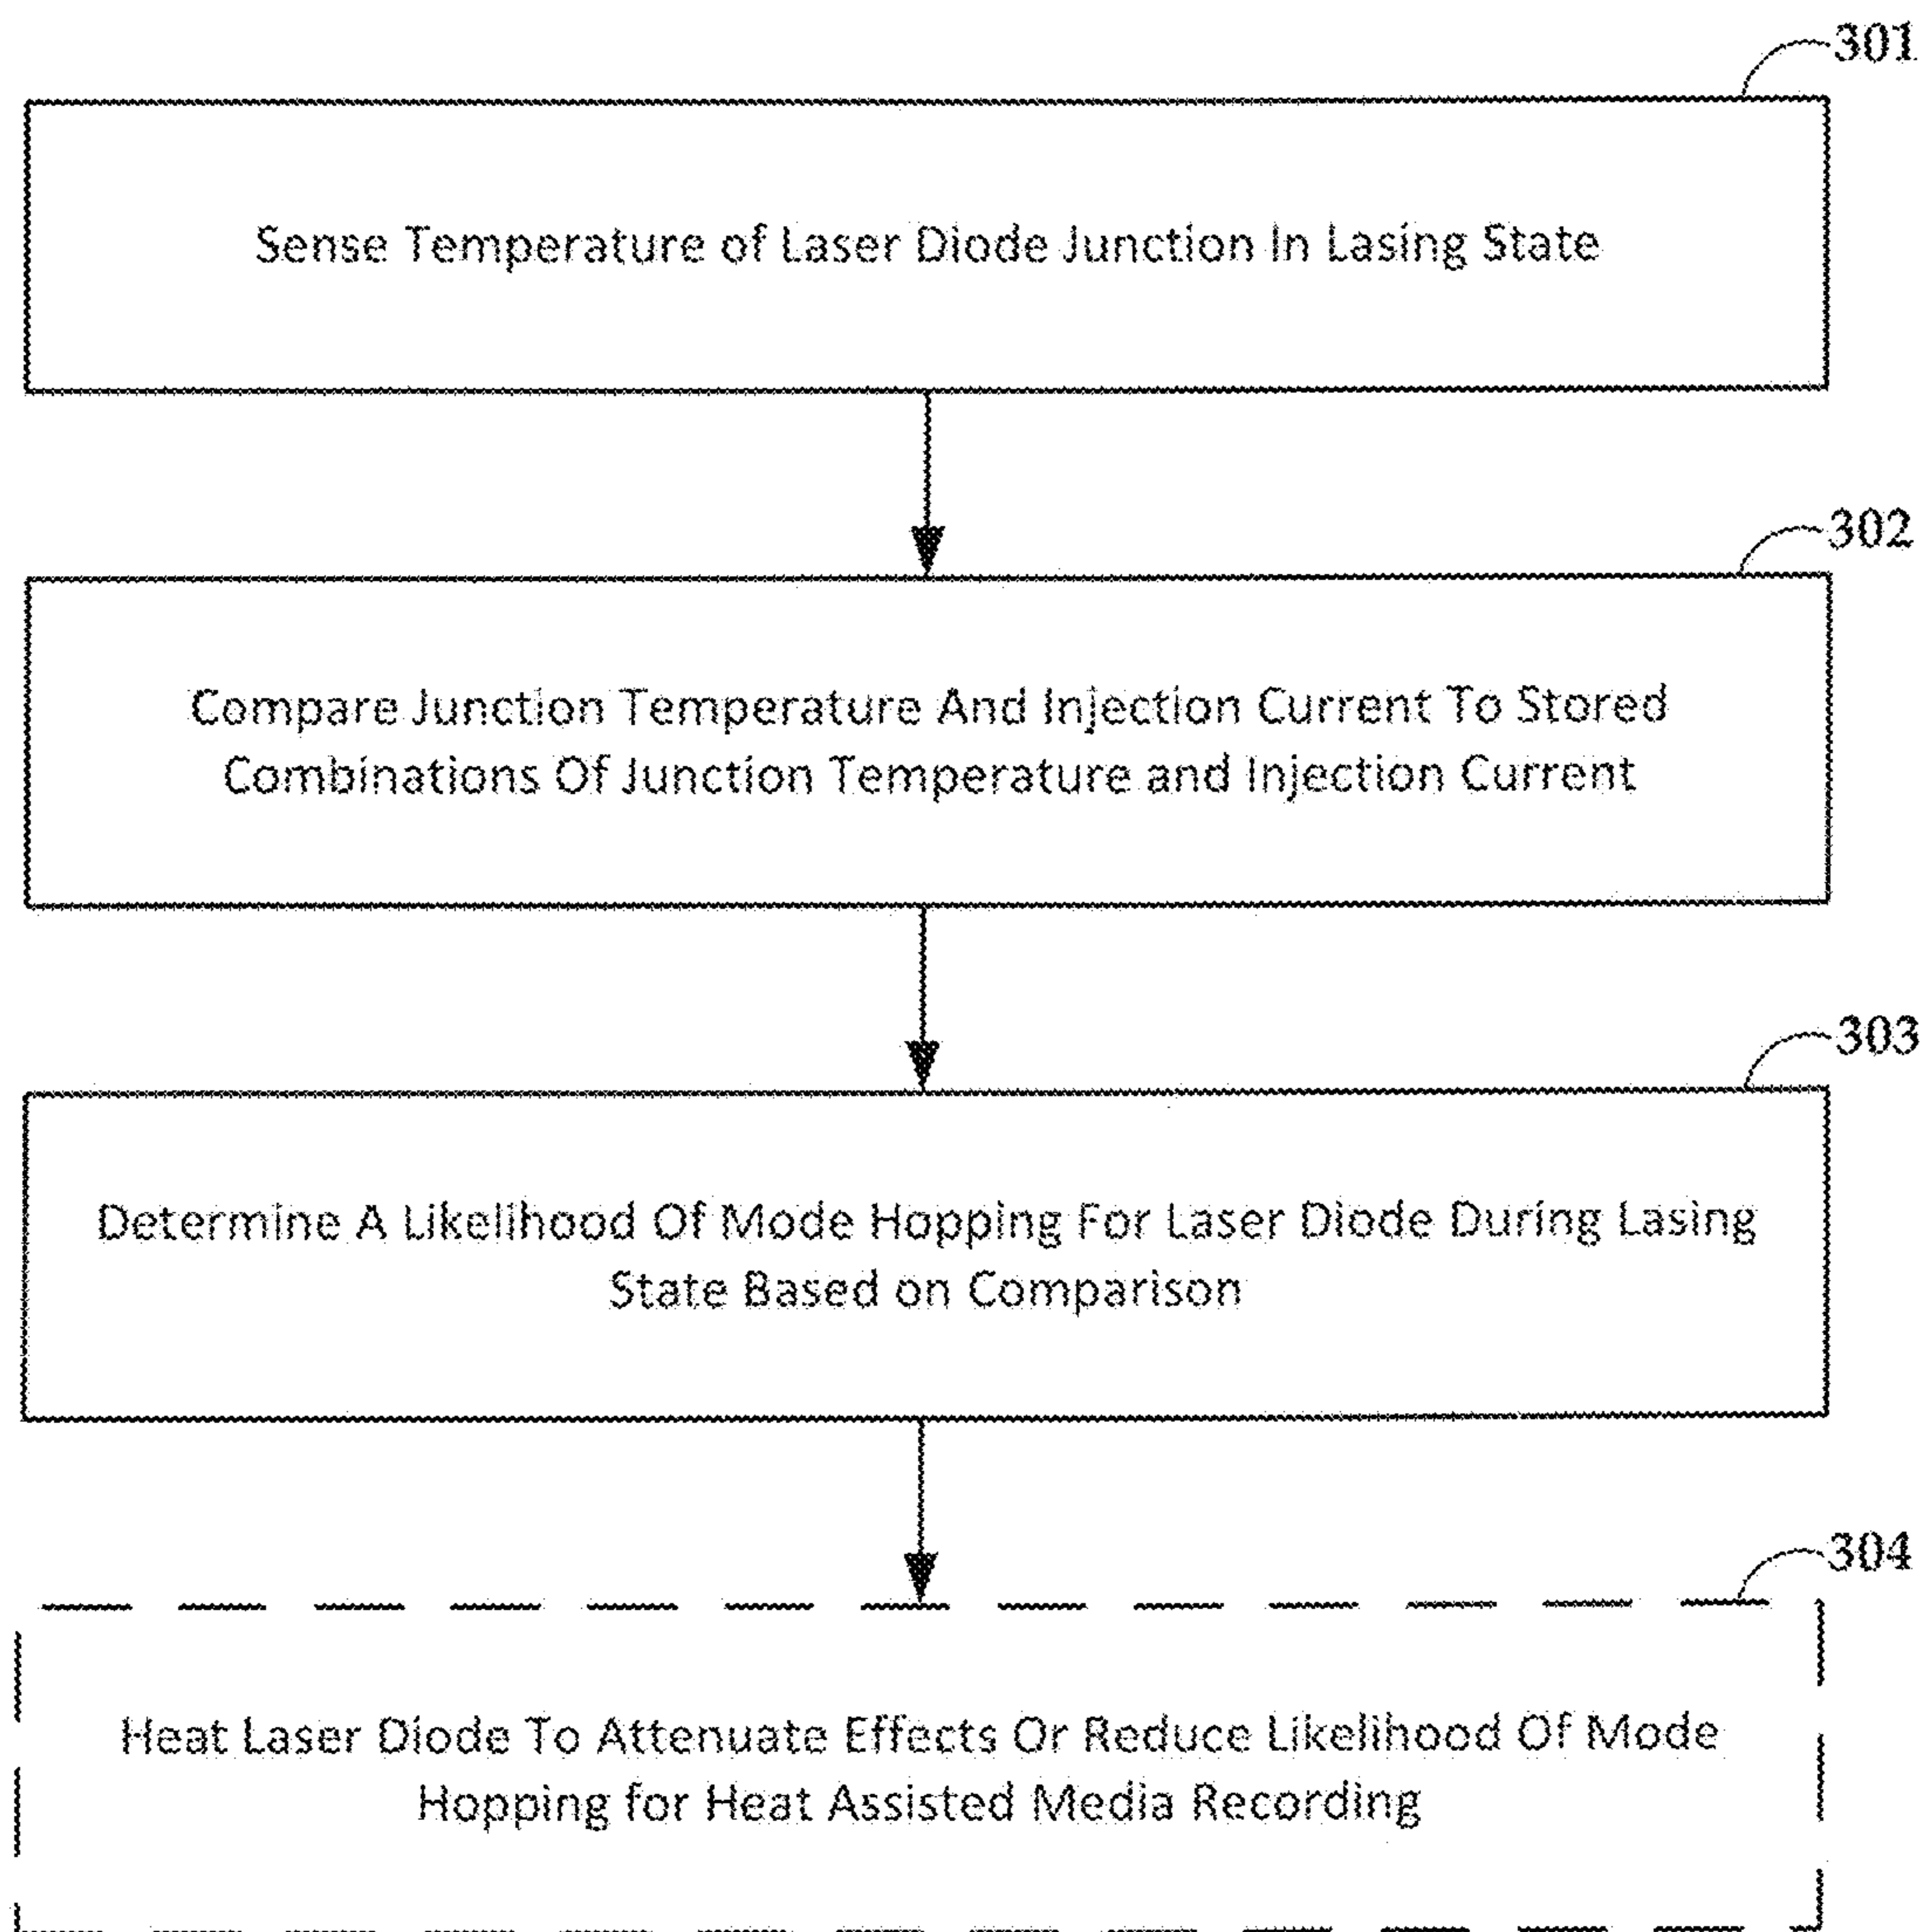 301
Sense Temperature of Laser Diode Junction In Lasing State
302
Compare Junction Temperature And Injection Current To Stored
Combinations Of Junction Temperature and Injection Current
303
Determine A Likelihood Of Mode Hopping For Laser Diode During Lasing
State Based on Comparison
304
Heat Laser Diode To Attenuate Effects Or Reduce Likelihood Of Mode
Hopping for Heat Assisted Media Recording